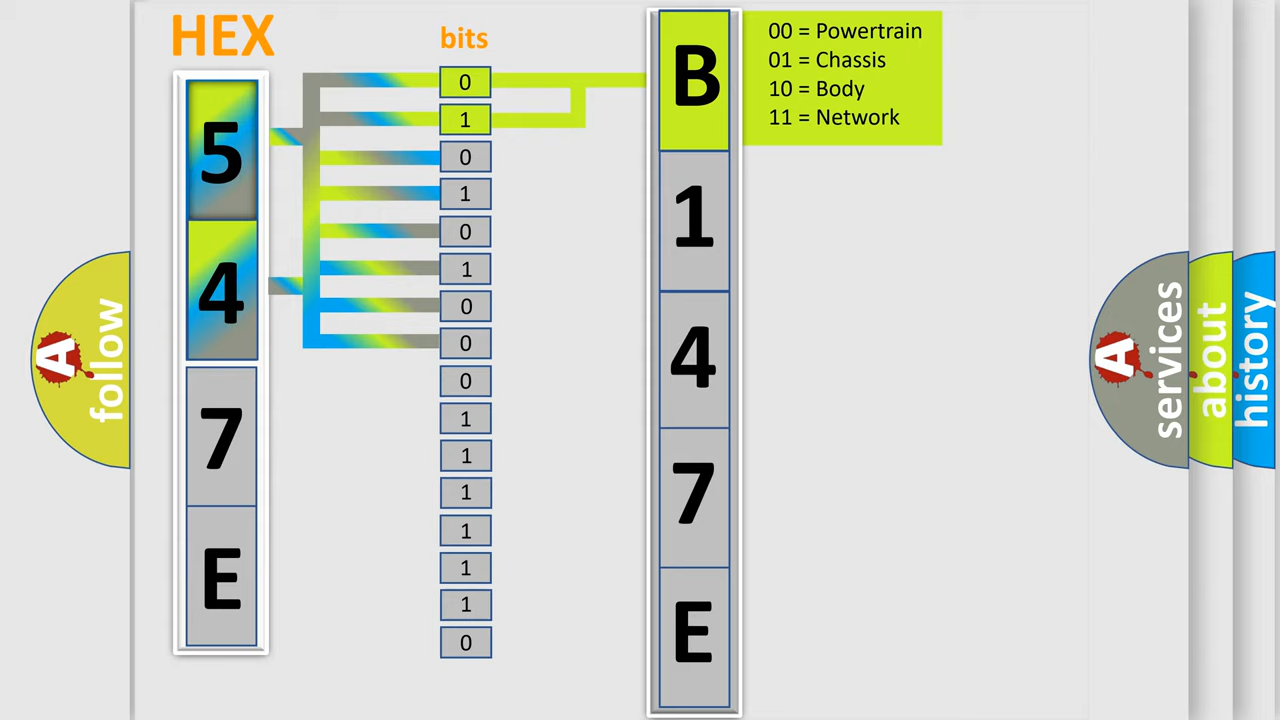 HEX
bits
5
4
7
E
0
1
0
1
0
1
0
0
0
1
1
1
1
1
1
0
B
1
4
7
E
00 = Powertrain
01 = Chassis
10 = Body
11 = Network
A
follow
A
services
about
history